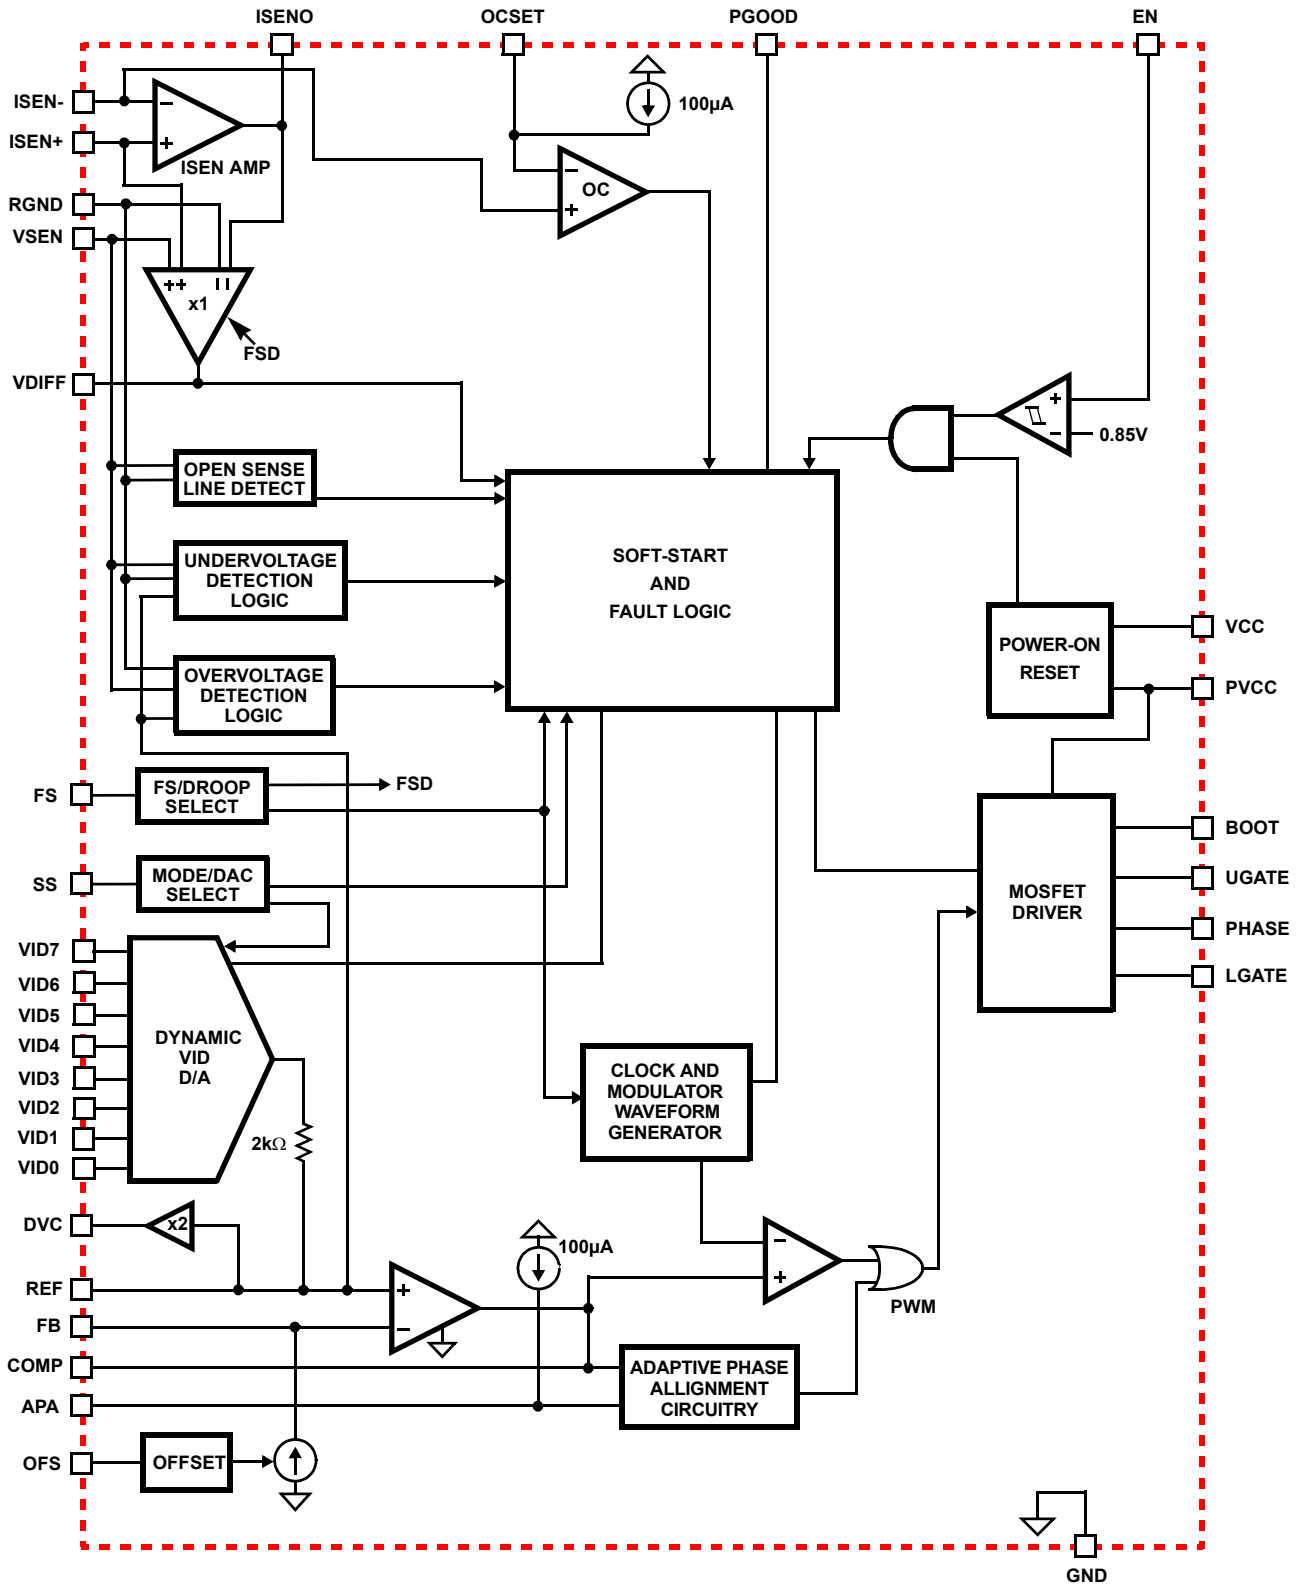 ISENO
OCSET
PGOOD
EN
ISEN-
ISEN+
RGND
VSEN
−
+
ISEN AMP
100µA
−
OC
+
++
−−
x1
FSD
VDIFF
+
−
0.85V
OPEN SENSE
LINE DETECT
UNDERVOLTAGE
DETECTION
LOGIC
OVERVOLTAGE
DETECTION
LOGIC
SOFT-START
AND
FAULT LOGIC
POWER-ON
RESET
VCC
PVCC
FS
FS/DROOP
SELECT
FSD
SS
MODE/DAC
SELECT
MOSFET
DRIVER
BOOT
UGATE
PHASE
LGATE
VID7
VID6
VID5
VID4
VID3
VID2
VID1
VID0
DYNAMIC
VID
D/A
2kΩ
CLOCK AND
MODULATOR
WAVEFORM
GENERATOR
DVC
x2
100µA
REF
FB
COMP
APA
OFS
+
−
−
+
PWM
ADAPTIVE PHASE
ALLIGNMENT
CIRCUITRY
OFFSET
GND